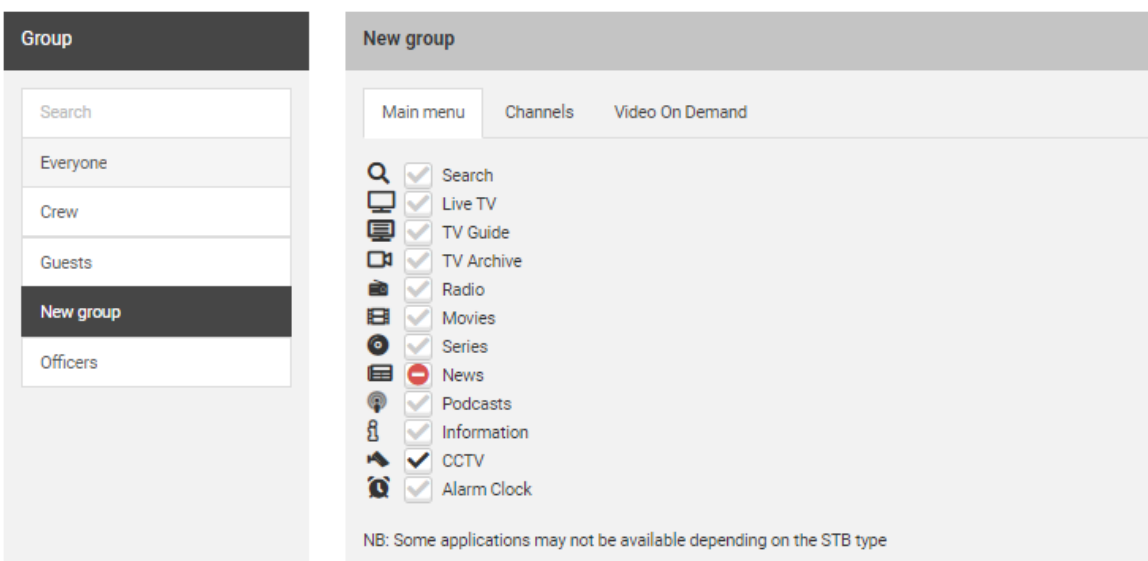 Group
Search
Everyone
Crew
Guests
New group
Officers
New group
Main menu Channels Video On Demand
Search
Live TV
TV Guide
TV Archive
Radio
Movies
Series
News
Podcasts
Information
CCTV
Alarm Clock
NB: Some applications may not be available depending on the STB type